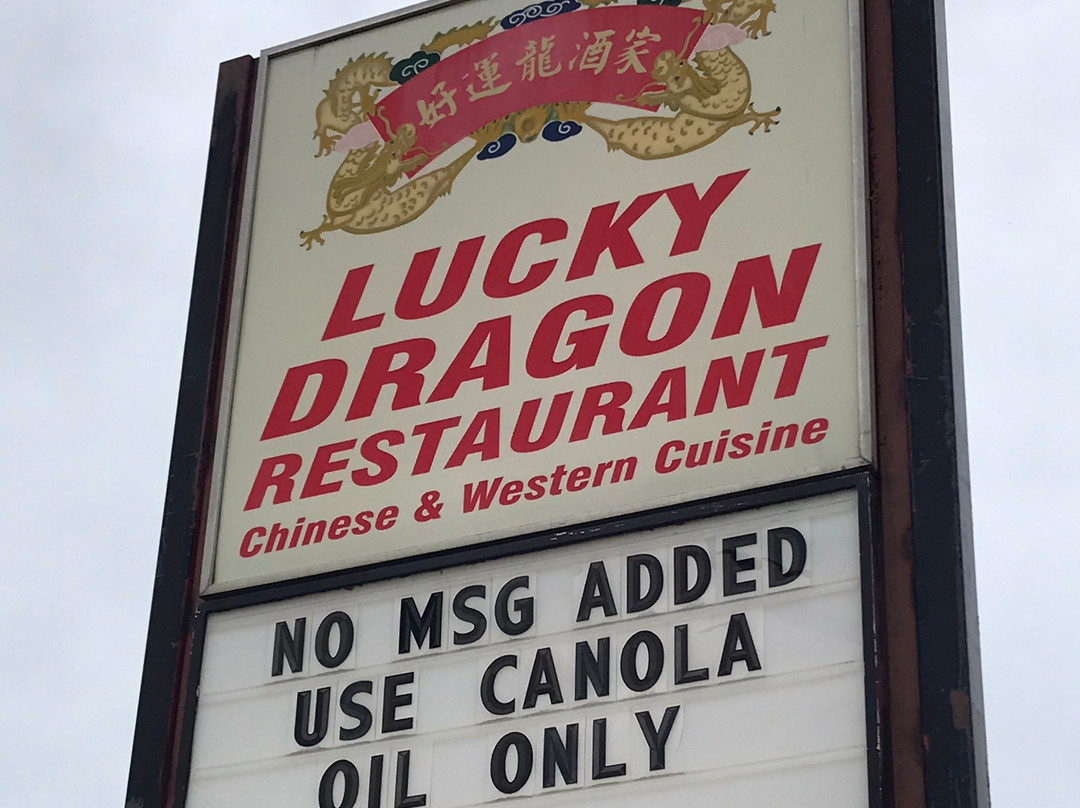 好運龍酒家
LUCKY
DRAGON
RESTAURANT
Chinese & Western Cuisine
NO MSG ADDED
USE CANOLA
OIL ONLY